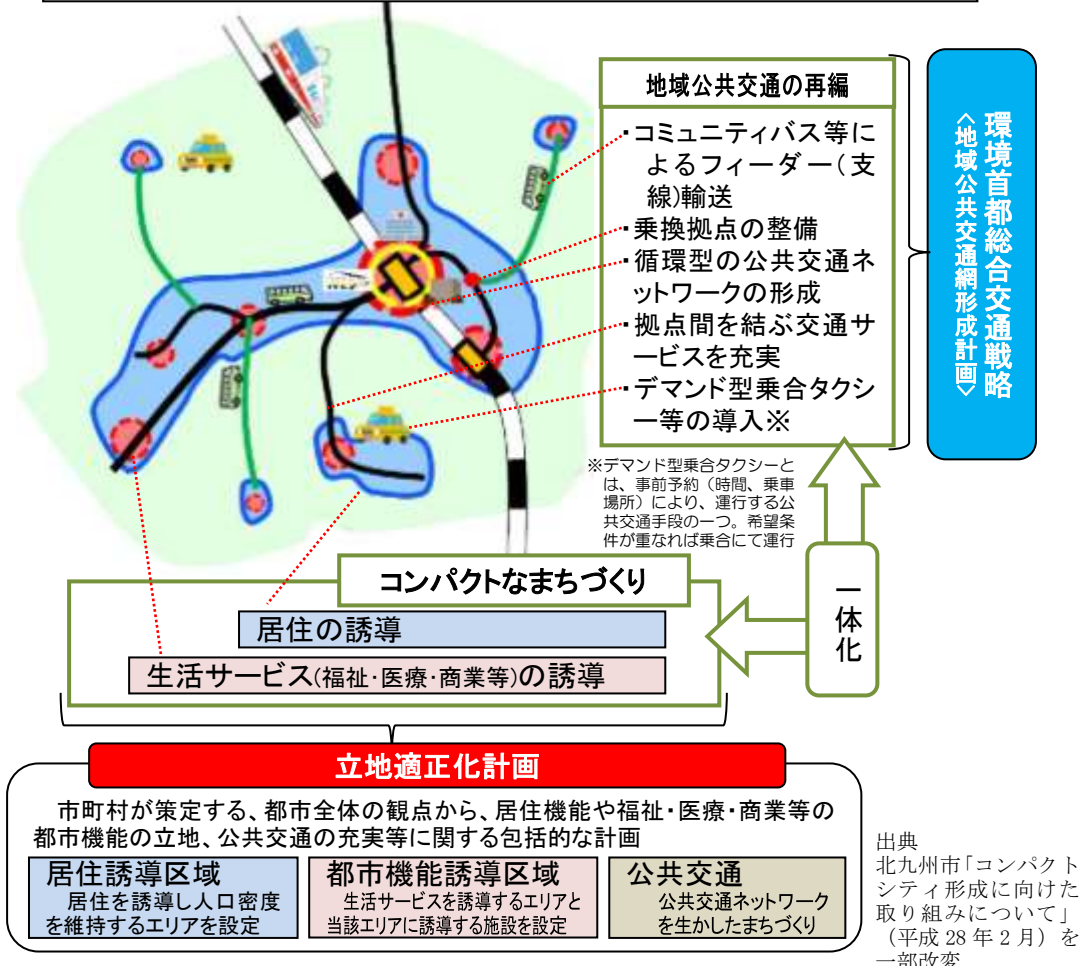 地域公共交通の再編
・コミュニティバス等に
よるフィーダー(支
線)輸送
・乗換拠点の整備
・循環型の公共交通ネ
ットワークの形成
・拠点間を結ぶ交通サ
ービスを充実
・デマンド型乗合タクシ
ー等の導入※
環境首都総合交通戦略
<地域公共交通網形成計画>
※デマンド型乗合タクシーと
は、事前予約(時間、乗車
場所)により、運行する公
共交通手段の一つ。希望条
件が重なれば乗合にて運行
一体化
コンパクトなまちづくり
居住の誘導
生活サービス(福祉・医療・商業等)の誘導
立地適正化計画
市町村が策定する、都市全体の観点から、居住機能や福祉・医療・商業等の
都市機能の立地、公共交通の充実等に関する包括的な計画
居住誘導区域
居住を誘導し人口密度
を維持するエリアを設定
都市機能誘導区域
生活サービスを誘導するエリアと
当該エリアに誘導する施設を設定
公共交通
公共交通ネットワーク
を生かしたまちづくり
出典
北九州市「コンパクト
シティ形成に向けた
取り組みについて」
(平成 28 年 2 月)を
一部改変